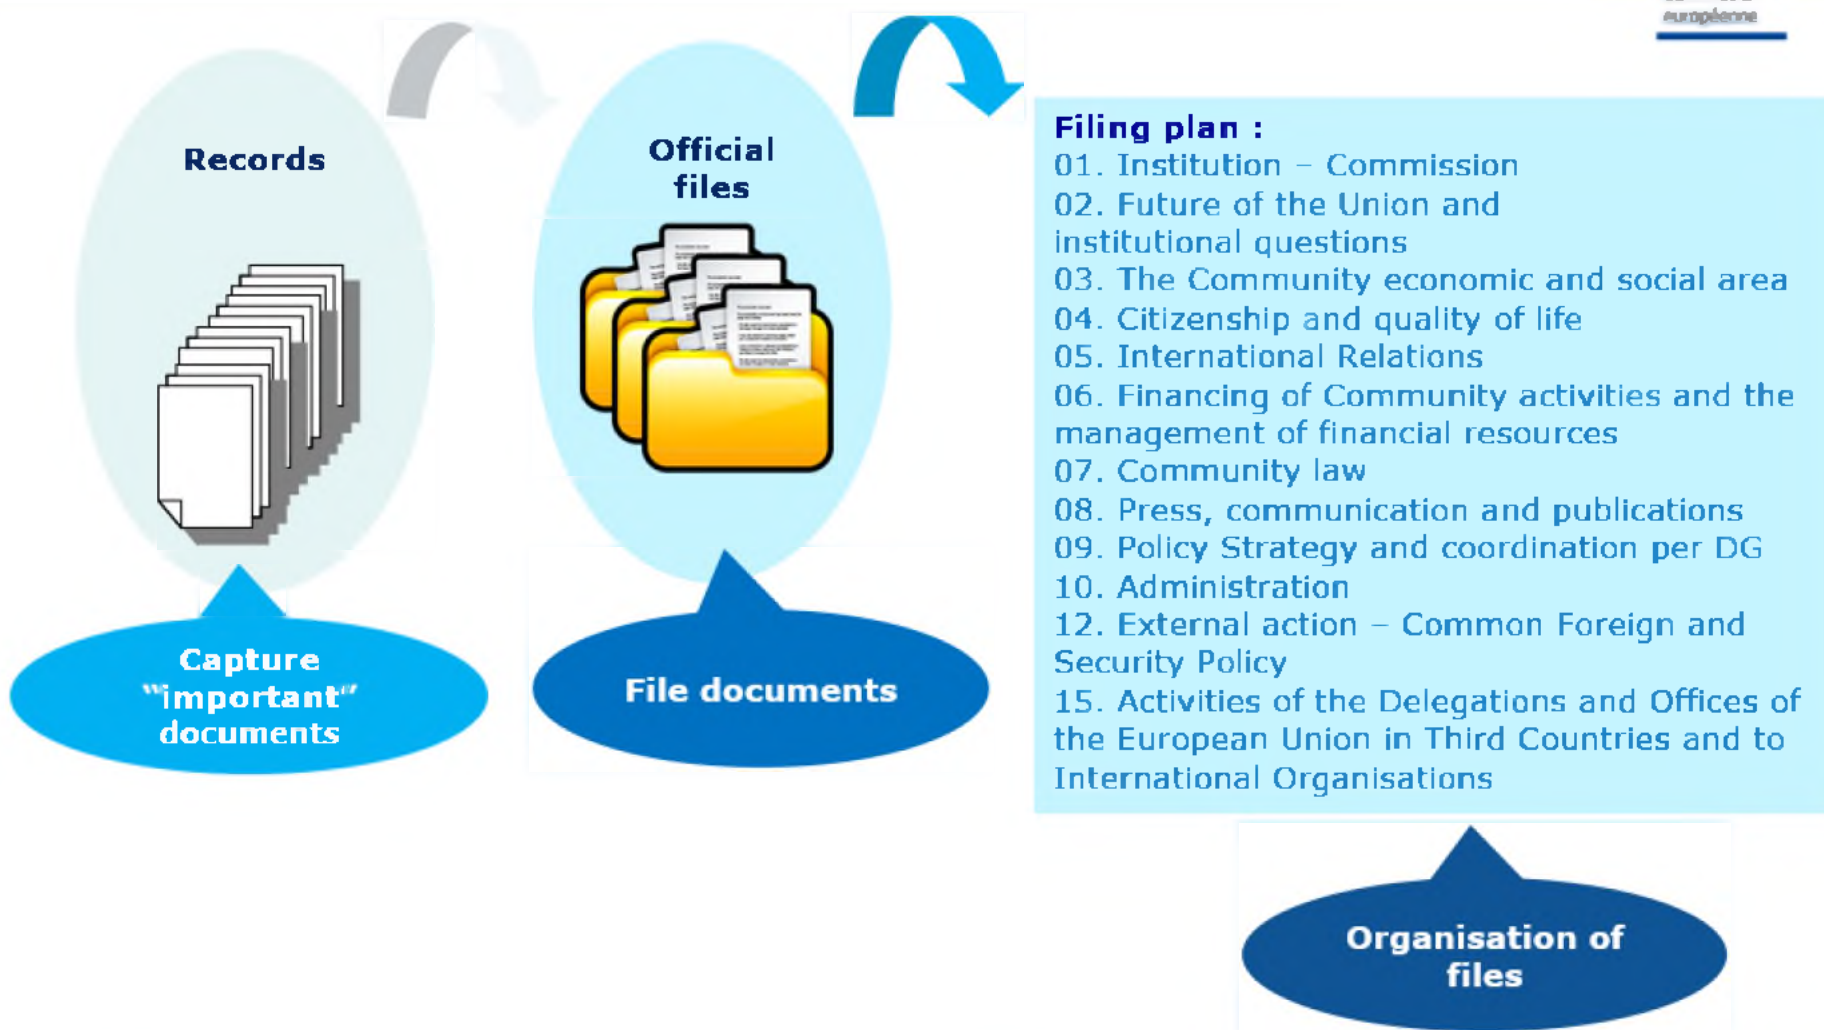 européenne
Records
Official
files
Filing plan :
01. Institution – Commission
02. Future of the Union and
institutional questions
03. The Community economic and social area
04. Citizenship and quality of life
05. International Relations
06. Financing of Community activities and the
management of financial resources
07. Community law
08. Press, communication and publications
09. Policy Strategy and coordination per DG
10. Administration
12. External action – Common Foreign and
Security Policy
15. Activities of the Delegations and Offices of
the European Union in Third Countries and to
International Organisations
Capture
"important"
documents
File documents
Organisation of
files